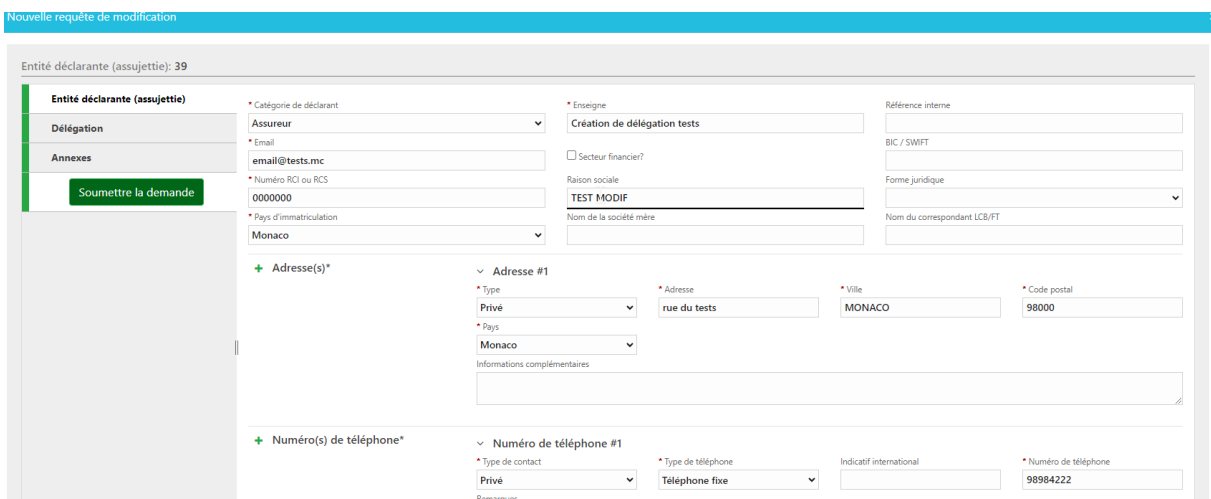 Nouvelle requête de modification
Entité déclarante (assujettie): 39
Entité déclarante (assujettie)
Délégation
Annexes
Soumettre la demande
* Catégorie de déclarant * Enseigne Référence interne
Assureur Création de délégation tests
* Email BIC / SWIFT
email@tests.mc Secteur financier?
* Numéro RCI ou RCS Raison sociale Forme juridique
0000000 TEST MODIF
* Pays d'immatriculation Nom de la société mère Nom du correspondant LCB/FT
Monaco
+ Adresse(s)* Adresse #1
* Type * Adresse * Ville * Code postal
Privé rue du tests MONACO 98000
* Pays
Monaco
Informations complémentaires
+ Numéro(s) de téléphone* Numéro de téléphone #1
* Type de contact * Type de téléphone Indicatif international * Numéro de téléphone
Privé Téléphone fixe 98984222
Remarques